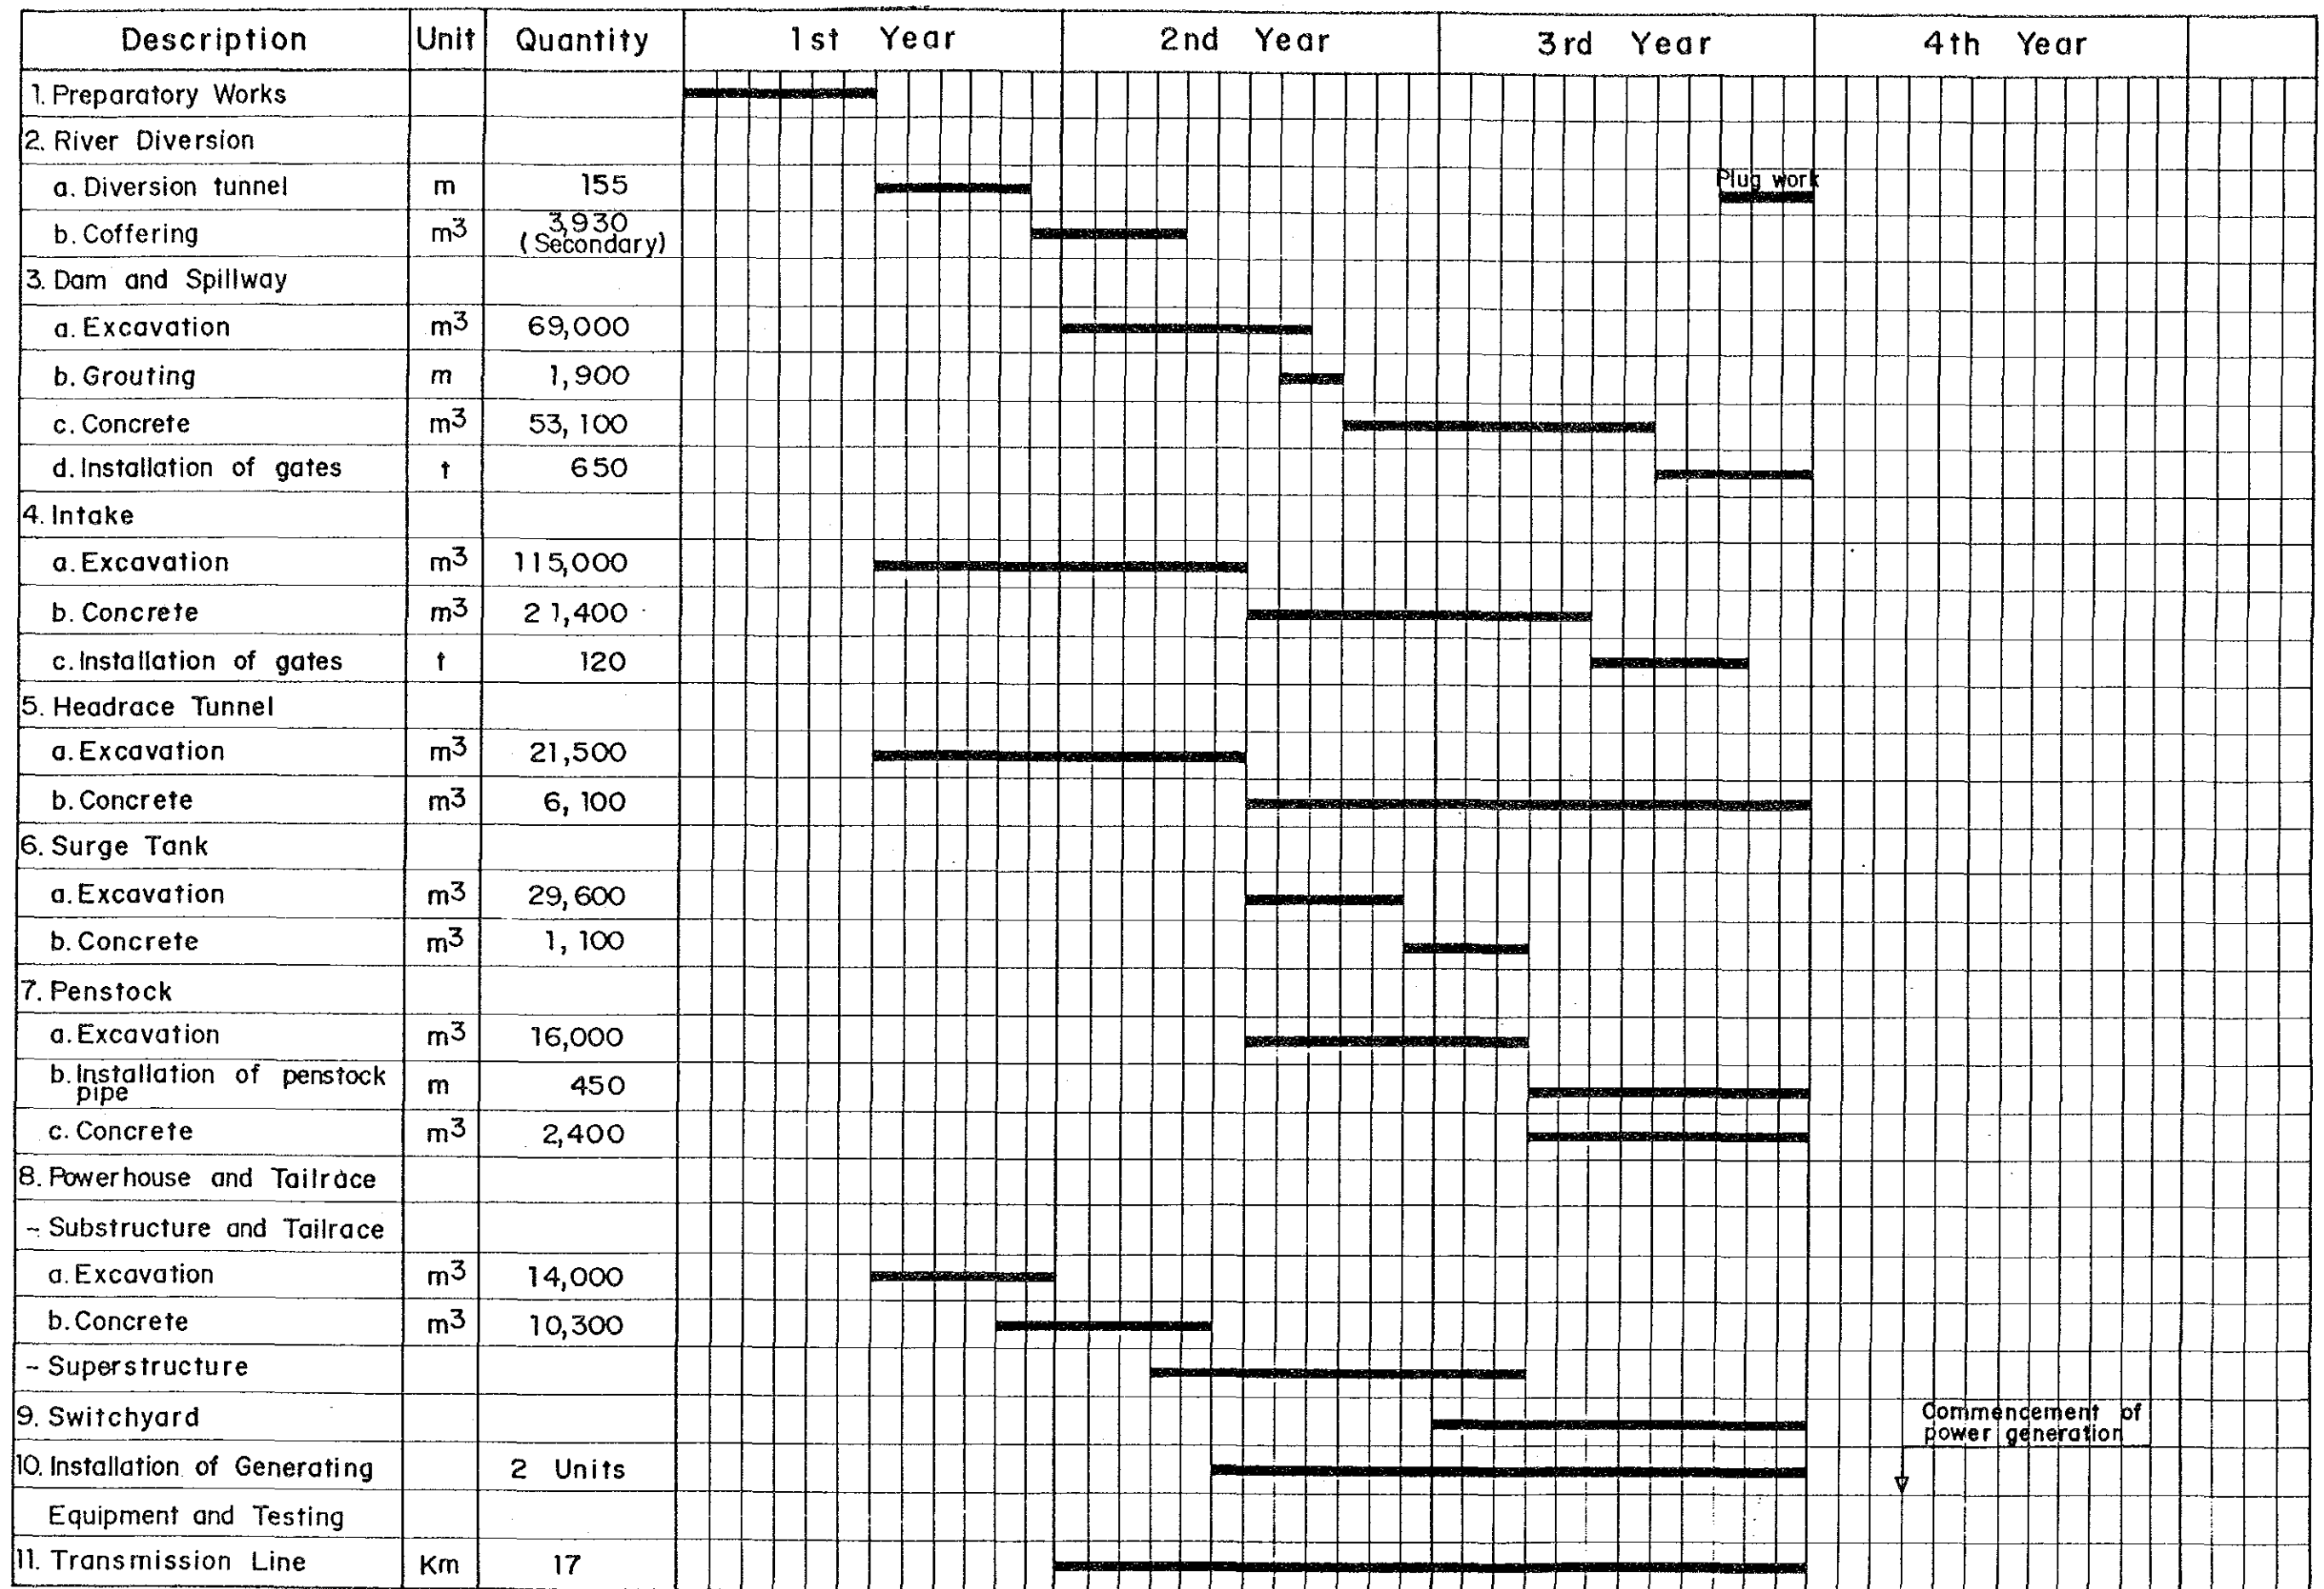 Description Unit Quantity 1st Year 2nd Year 3rd Year 4th Year
1. Preparatory Works
2. River Diversion
a. Diversion tunnel m 155 Plug work
b. Coffering m3 3,930
(Secondary)
3. Dam and Spillway
a. Excavation m3 69,000
b. Grouting m 1,900
c. Concrete m3 53,100
d. Installation of gates t 650
4. Intake
a. Excavation m3 115,000
b. Concrete m3 21,400
c. Installation of gates t 120
5. Headrace Tunnel
a. Excavation m3 21,500
b. Concrete m3 6,100
6. Surge Tank
a. Excavation m3 29,600
b. Concrete m3 1,100
7. Penstock
a. Excavation m3 16,000
b. Installation of penstock
pipe m 450
c. Concrete m3 2,400
8. Powerhouse and Tailrace
- Substructure and Tailrace
a. Excavation m3 14,000
b. Concrete m3 10,300
- Superstructure
9. Switchyard Commencement of
power generation
10. Installation of Generating 2 Units
Equipment and Testing
11. Transmission Line Km 17